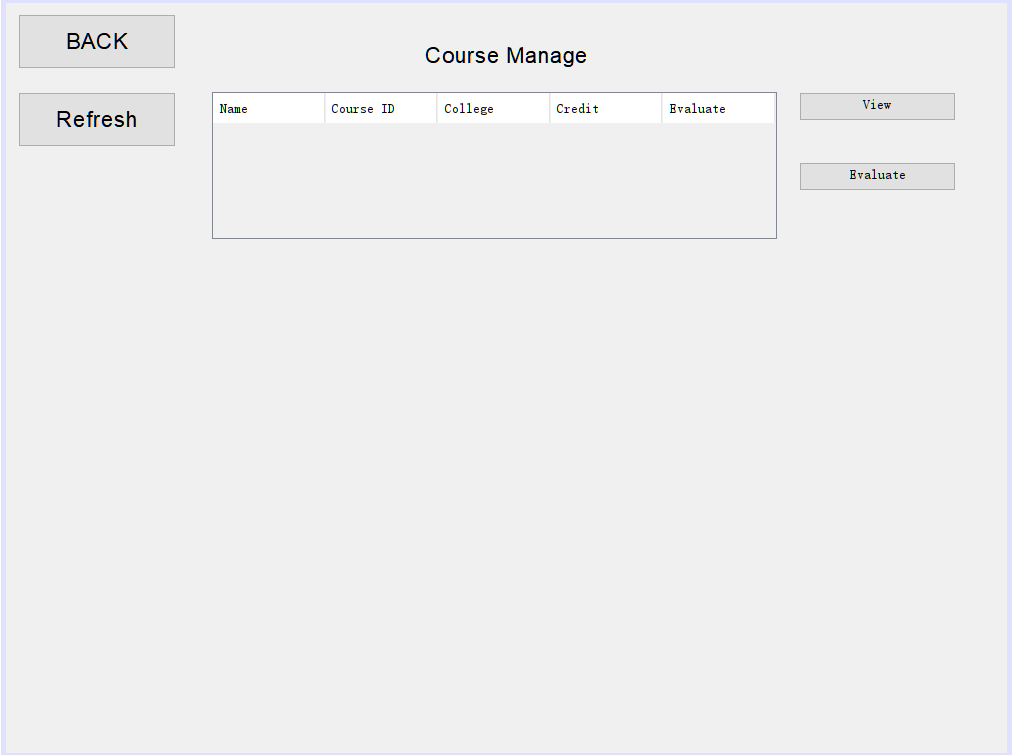 BACK
Course Manage
Refresh
Name Course ID College Credit Evaluate
View
Evaluate